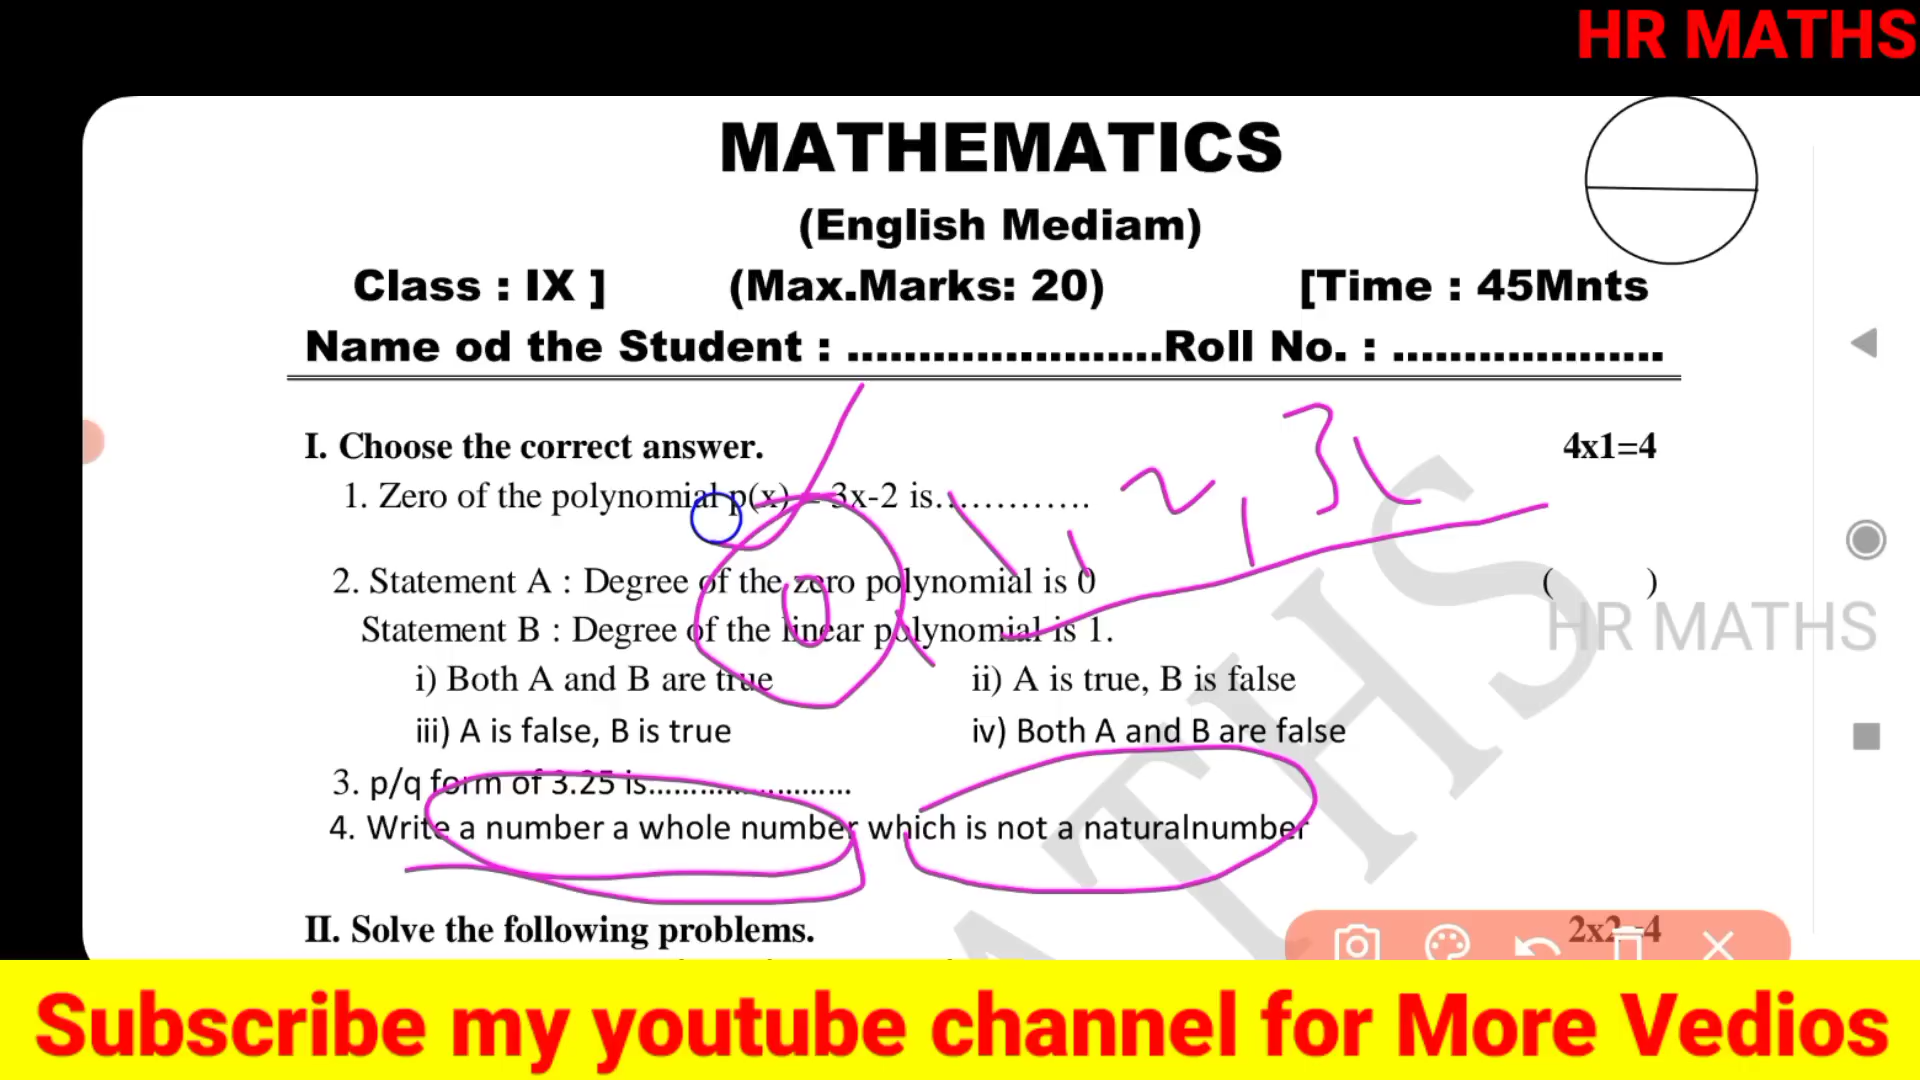 HR MATHS
MATHEMATICS
(English Mediam)
Class : IX ] (Max.Marks: 20) [Time : 45Mnts
Name od the Student : ......................Roll No. : ...................
I. Choose the correct answer. 4x1=4
1. Zero of the polynomial p(x) = 3x-2 is…………. 
0, 1, 2, 3
2. Statement A : Degree of the zero polynomial is 0 ( )
Statement B : Degree of the linear polynomial is 1.
HR MATHS
i) Both A and B are true ii) A is true, B is false
iii) A is false, B is true iv) Both A and B are false
3. p/q form of 3.25 is........................
4. Write a number a whole number which is not a naturalnumber
II. Solve the following problems. 2x2=4
Subscribe my youtube channel for More Vedios